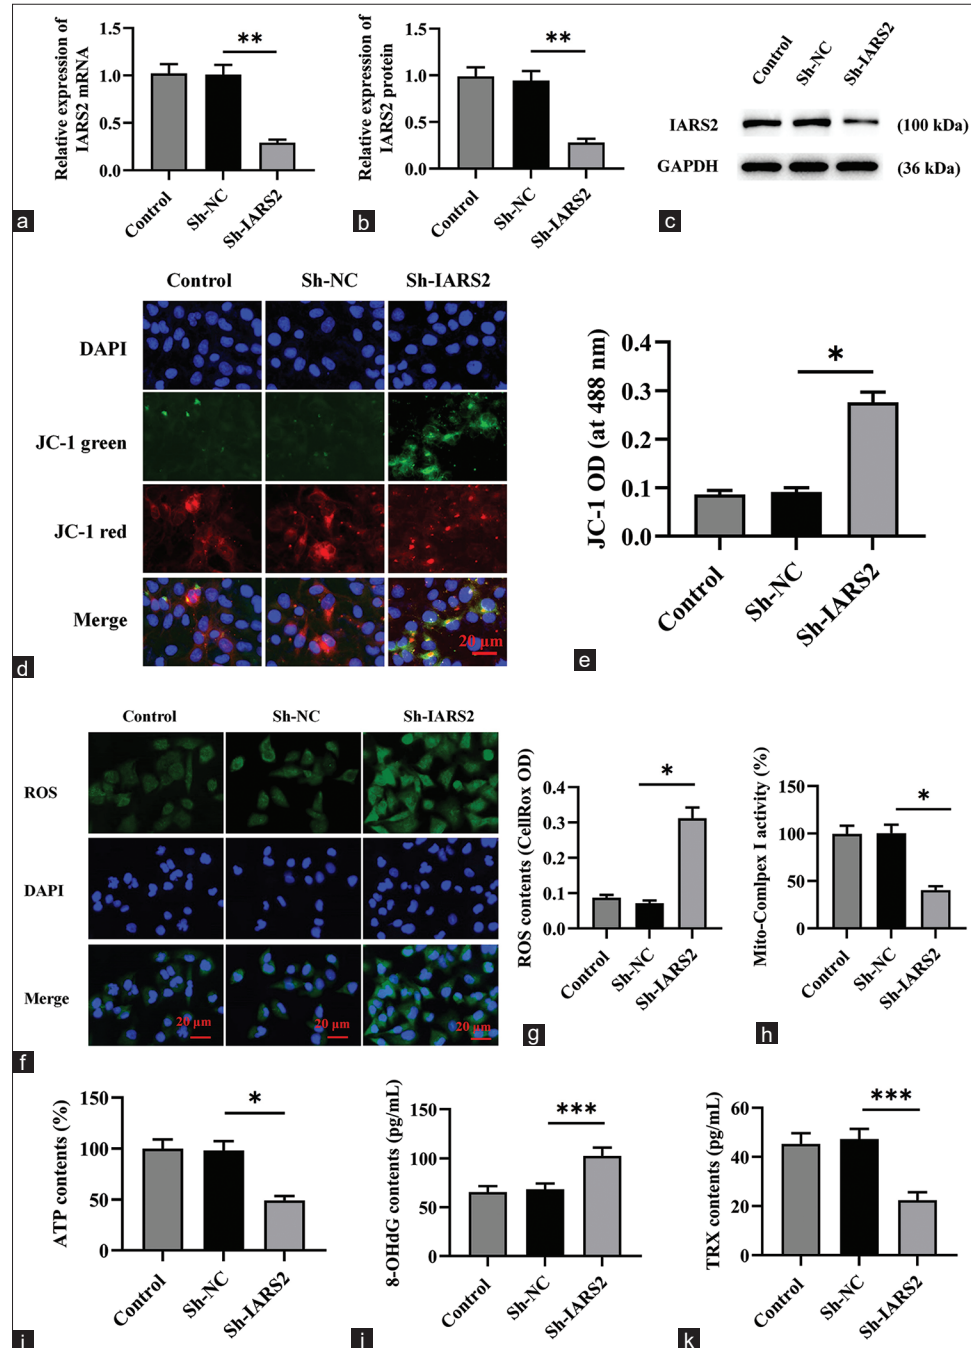 Relative expression of
IARS2 mRNA
1.5
1.0
0.5
0.0
**
Control
Sh-NC
Sh-IARS2
a
Relative expression of
IARS2 protein
1.5
1.0
0.5
0.0
**
Control
Sh-NC
Sh-IARS2
b
Control
Sh-NC
Sh-IARS2
IARS2
(100 kDa)
GAPDH
(36 kDa)
c
Control
Sh-NC
Sh-IARS2
DAPI
JC-1 green
JC-1 red
Merge
20 µm
d
JC-1 OD (at 488 nm)
0.4
0.3
0.2
0.1
0.0
*
Control
Sh-NC
Sh-IARS2
e
Control
Sh-NC
Sh-IARS2
ROS
DAPI
Merge
20 µm
20 µm
20 µm
f
ROS contents (CellRox OD)
0.4
0.3
0.2
0.1
0.0
*
Control
Sh-NC
Sh-IARS2
g
Mito-Comlpex I activity (%)
150
100
50
0
*
Control
Sh-NC
Sh-IARS2
h
ATP contents (%)
150
100
50
0
*
Control
Sh-NC
Sh-IARS2
i
8-OHdG contents (pg/mL)
150
100
50
0
***
Control
Sh-NC
Sh-IARS2
j
TRX contents (pg/mL)
60
40
20
0
***
Control
Sh-NC
Sh-IARS2
k